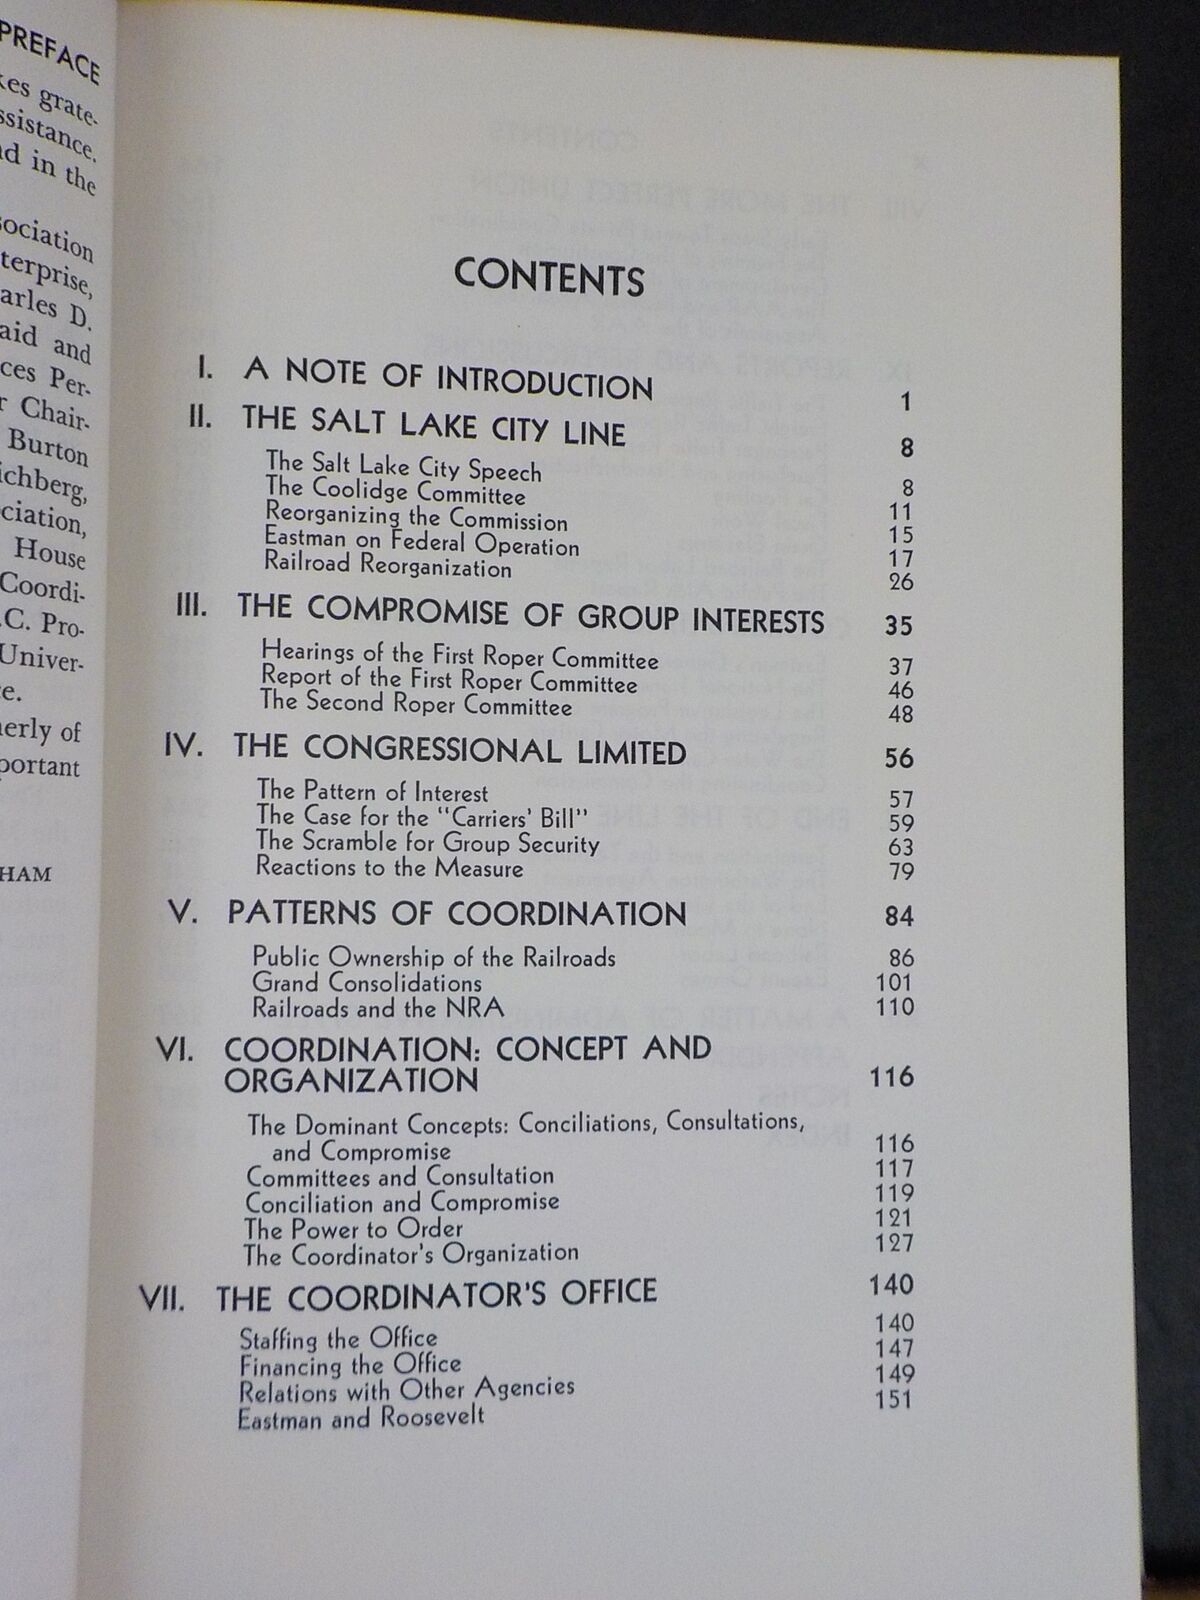 PREFACE
grate-
ssistance.
in the
sociation
terprise,
arles D.
aid and
ces Per-
Chair-
Burton
ichberg,
ciation,
House
Coordi-
.C. Pro-
Univer-
ce.
erly of
portant
HAM
CONTENTS
I. A NOTE OF INTRODUCTION 1
II. THE SALT LAKE CITY LINE 8
The Salt Lake City Speech 8
The Coolidge Committee 11
Reorganizing the Commission 15
Eastman on Federal Operation 17
Railroad Reorganization 26
III. THE COMPROMISE OF GROUP INTERESTS 35
Hearings of the First Roper Committee 37
Report of the First Roper Committee 46
The Second Roper Committee 48
IV. THE CONGRESSIONAL LIMITED 56
The Pattern of Interest 57
The Case for the "Carriers' Bill" 59
The Scramble for Group Security 63
Reactions to the Measure 79
V. PATTERNS OF COORDINATION 84
Public Ownership of the Railroads 86
Grand Consolidations 101
Railroads and the NRA 110
VI. COORDINATION: CONCEPT AND
ORGANIZATION 116
The Dominant Concepts: Conciliations, Consultations,
and Compromise 116
Committees and Consultation 117
Conciliation and Compromise 119
The Power to Order 121
The Coordinator's Organization 127
VII. THE COORDINATOR'S OFFICE 140
Staffing the Office 140
Financing the Office 147
Relations with Other Agencies 149
Eastman and Roosevelt 151